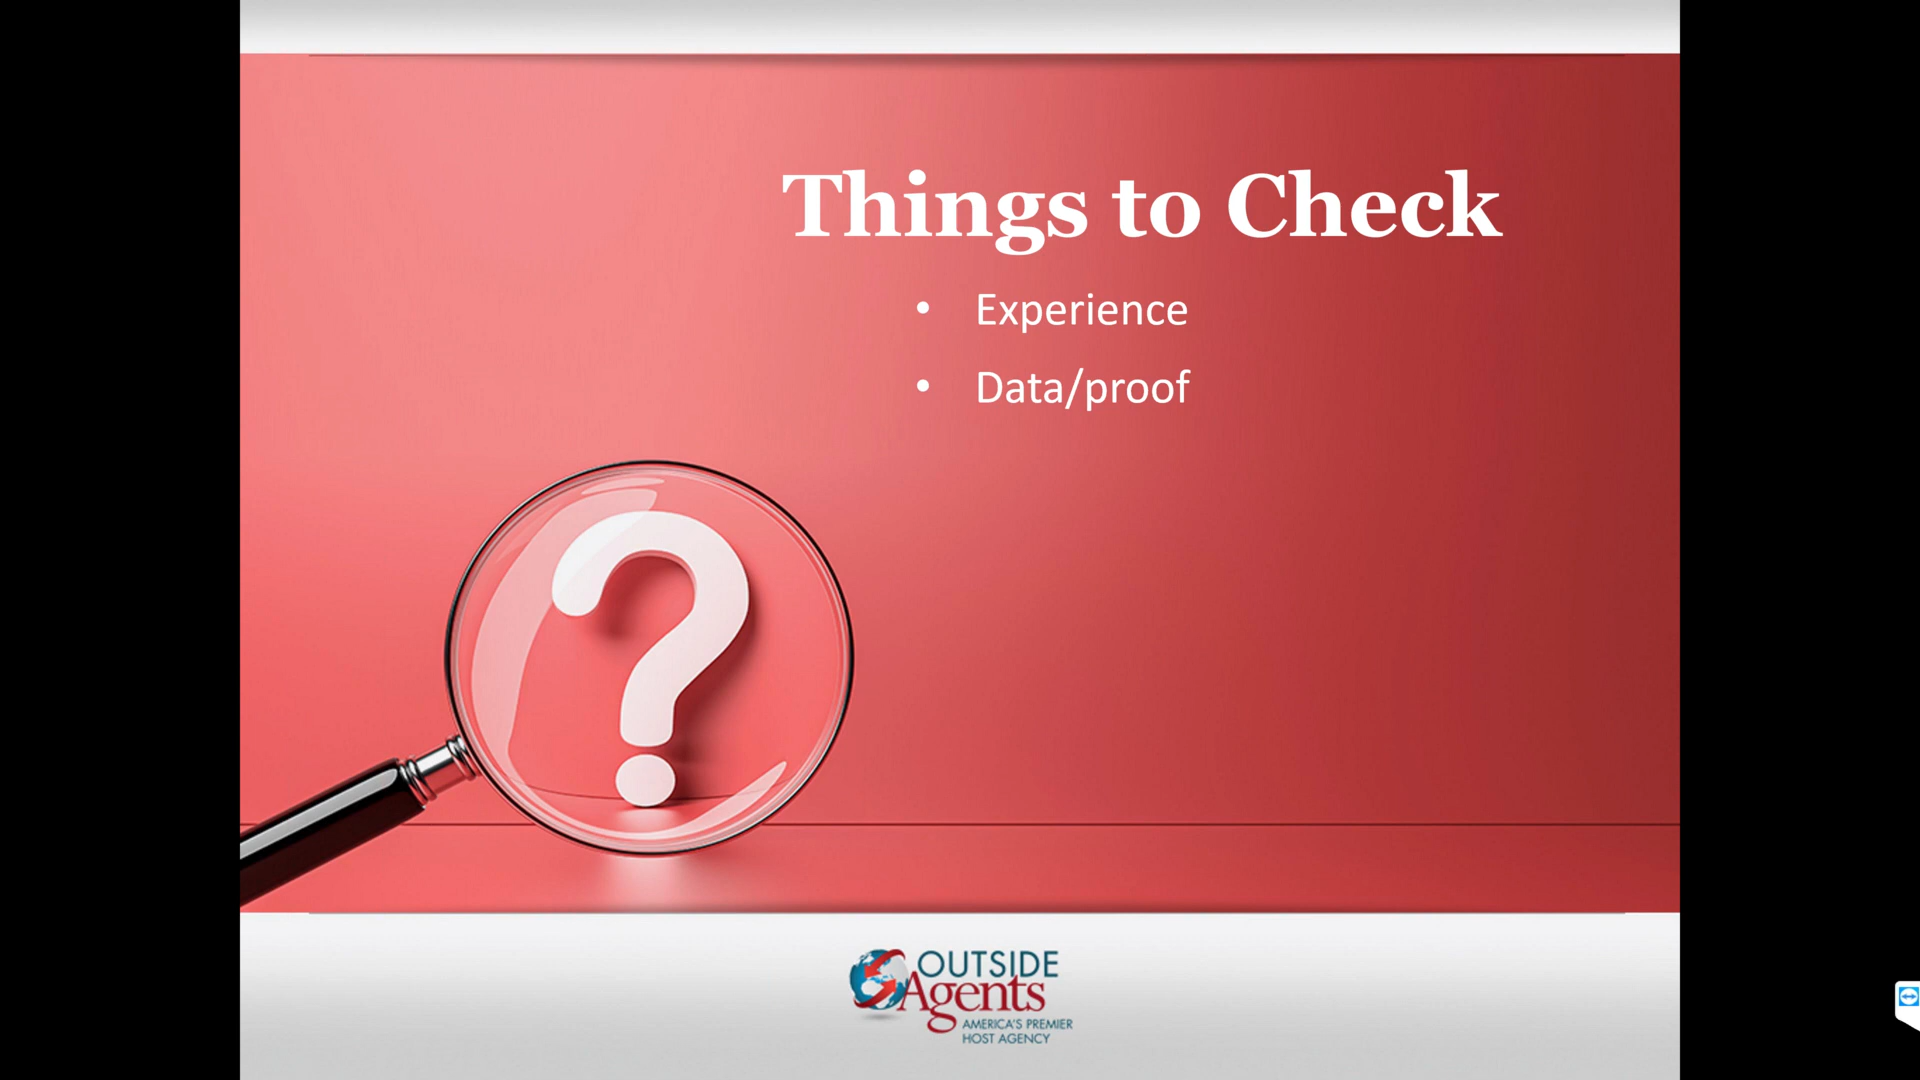 Things to Check
• Experience
• Data/proof
?
OUTSIDE
Agents
AMERICA'S PREMIER
HOST AGENCY